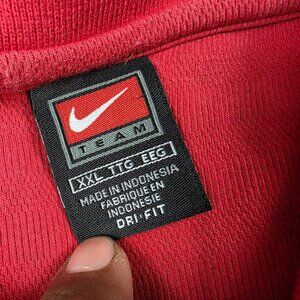 TEAM
XXL TTG EEG
MADE IN INDONESIA
FABRIQUE EN
INDONESIE
DRI-FIT